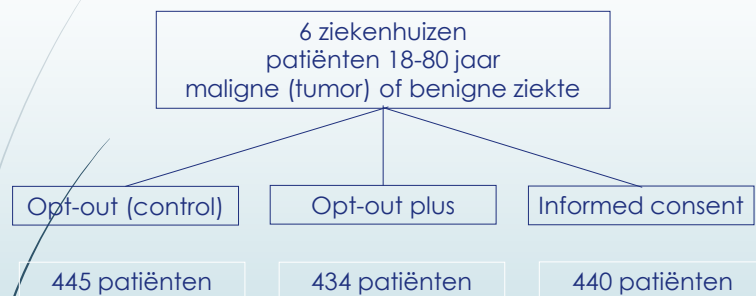 6 ziekenhuizen
patiënten 18-80 jaar
maligne (tumor) of benigne ziekte
Opt-out (control)
Opt-out plus
Informed consent
445 patiënten
434 patiënten
440 patiënten